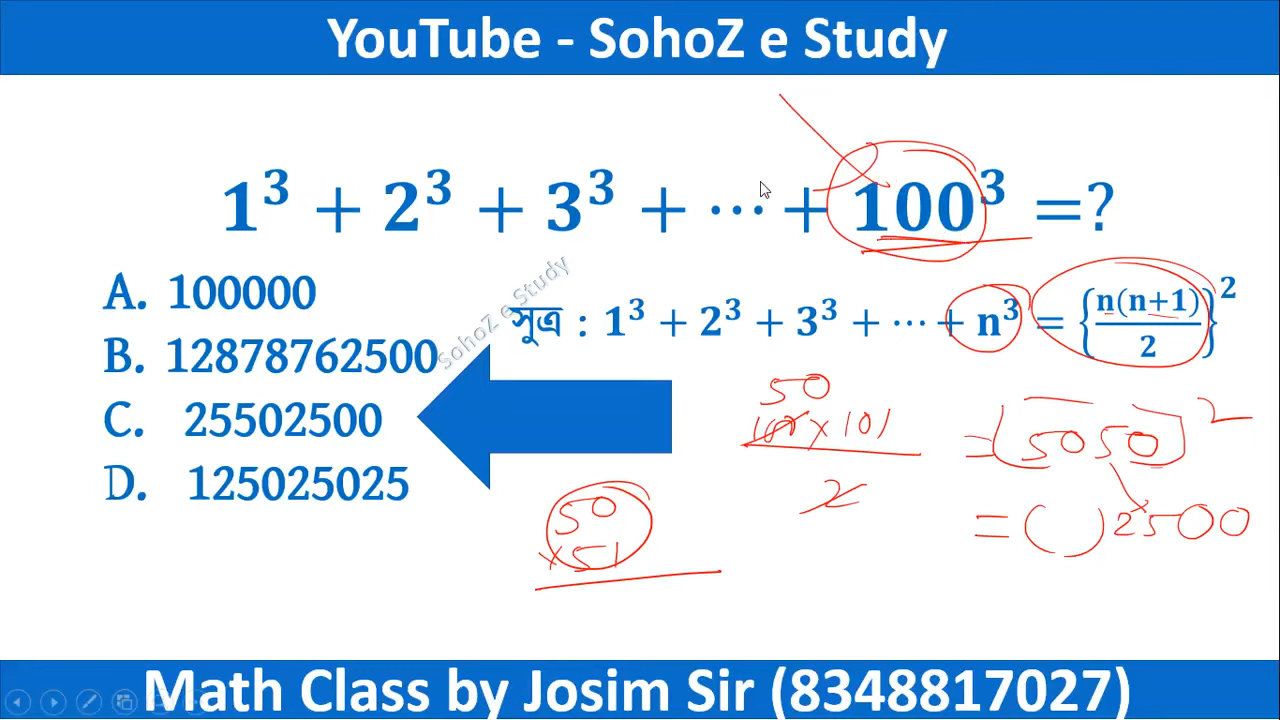 YouTube - SohoZ e Study
1³ + 2³ + 3³ + ⋯ + 100³ =?
A. 100000
B. 12878762500
C. 25502500
D. 125025025
SohoZ e Study
সুত্র : 1³ + 2³ + 3³ + ⋯ + n³ = {n(n+1)/2}²
50
100 × 101
2
= (5050)²
= ( ) 2500
50
× 51
Math Class by Josim Sir (8348817027)